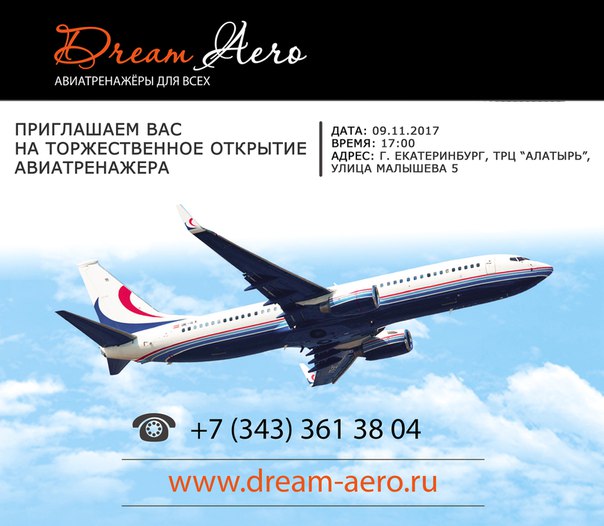 Dream Aero
АВИАТРЕНАЖЁРЫ ДЛЯ ВСЕХ
ПРИГЛАШАЕМ ВАС
НА ТОРЖЕСТВЕННОЕ ОТКРЫТИЕ
АВИАТРЕНАЖЕРА
ДАТА: 09.11.2017
ВРЕМЯ: 17:00
АДРЕС: Г. ЕКАТЕРИНБУРГ, ТРЦ “АЛАТЫРЬ”,
УЛИЦА МАЛЫШЕВА 5
+7 (343) 361 38 04
www.dream-aero.ru